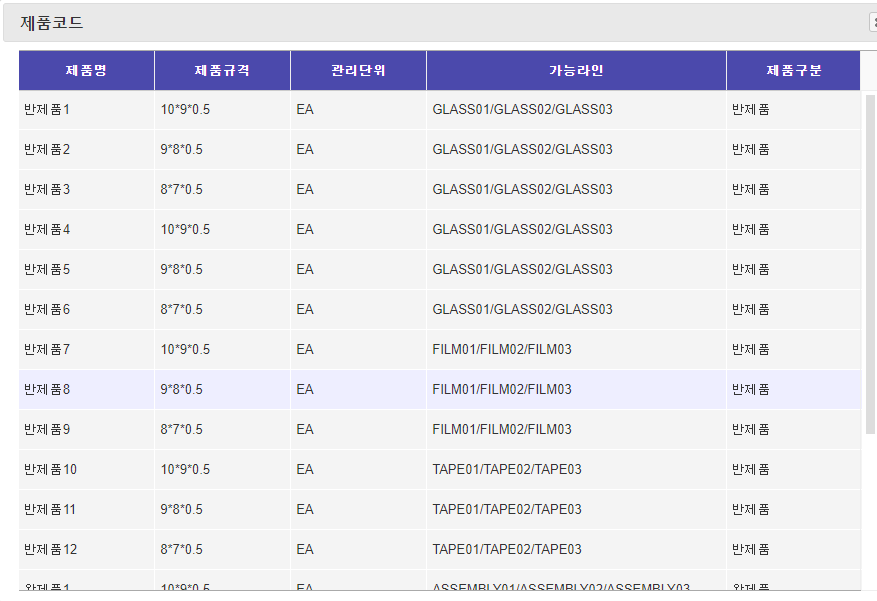 제품코드
제품명 제품규격 관리단위 가능라인 제품구분
반제품1 10*9*0.5 EA GLASS01/GLASS02/GLASS03 반제품
반제품2 9*8*0.5 EA GLASS01/GLASS02/GLASS03 반제품
반제품3 8*7*0.5 EA GLASS01/GLASS02/GLASS03 반제품
반제품4 10*9*0.5 EA GLASS01/GLASS02/GLASS03 반제품
반제품5 9*8*0.5 EA GLASS01/GLASS02/GLASS03 반제품
반제품6 8*7*0.5 EA GLASS01/GLASS02/GLASS03 반제품
반제품7 10*9*0.5 EA FILM01/FILM02/FILM03 반제품
반제품8 9*8*0.5 EA FILM01/FILM02/FILM03 반제품
반제품9 8*7*0.5 EA FILM01/FILM02/FILM03 반제품
반제품10 10*9*0.5 EA TAPE01/TAPE02/TAPE03 반제품
반제품11 9*8*0.5 EA TAPE01/TAPE02/TAPE03 반제품
반제품12 8*7*0.5 EA TAPE01/TAPE02/TAPE03 반제품
완제품1 10*9*0.5 EA ASSEMBLY01/ASSEMBLY02/ASSEMBLY03 완제품